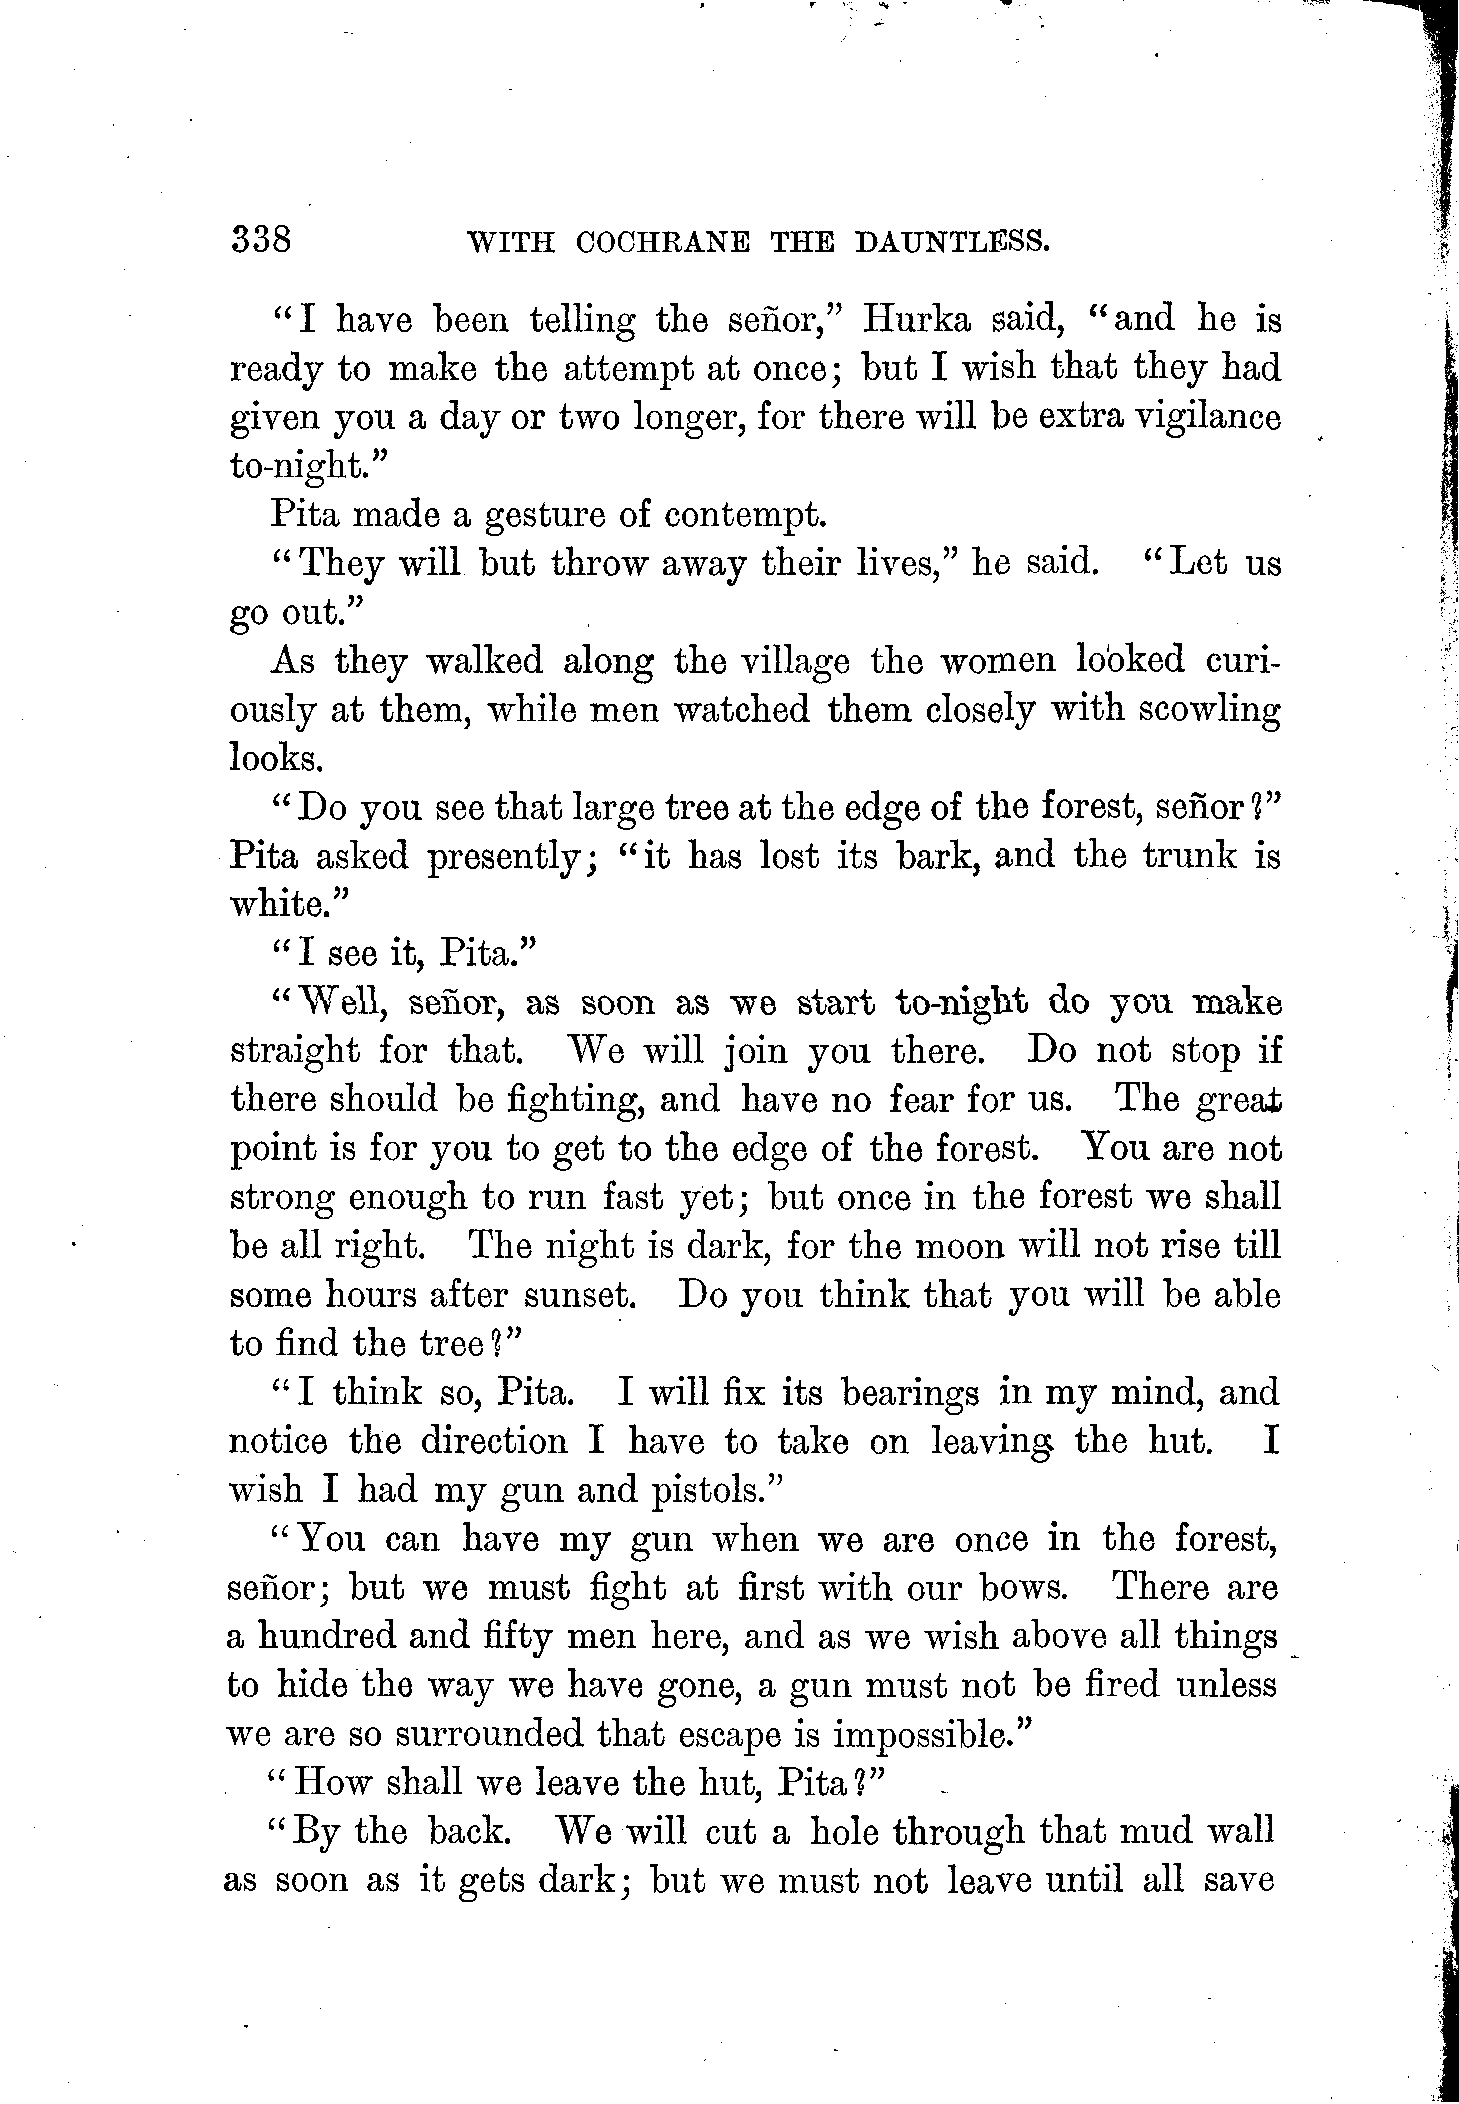 338 WITH COCHRANE THE DAUNTLESS.
“I have been telling the señor,” Hurka said, “and he is
ready to make the attempt at once; but I wish that they had
given you a day or two longer, for there will be extra vigilance
to-night.”
Pita made a gesture of contempt.
“They will but throw away their lives,” he said. “Let us
go out.”
As they walked along the village the women looked curi-
ously at them, while men watched them closely with scowling
looks.
“Do you see that large tree at the edge of the forest, señor?”
Pita asked presently; “it has lost its bark, and the trunk is
white.”
“I see it, Pita.”
“Well, señor, as soon as we start to-night do you make
straight for that. We will join you there. Do not stop if
there should be fighting, and have no fear for us. The great
point is for you to get to the edge of the forest. You are not
strong enough to run fast yet; but once in the forest we shall
be all right. The night is dark, for the moon will not rise till
some hours after sunset. Do you think that you will be able
to find the tree?”
“I think so, Pita. I will fix its bearings in my mind, and
notice the direction I have to take on leaving the hut. I
wish I had my gun and pistols.”
“You can have my gun when we are once in the forest,
señor; but we must fight at first with our bows. There are
a hundred and fifty men here, and as we wish above all things
to hide the way we have gone, a gun must not be fired unless
we are so surrounded that escape is impossible.”
“How shall we leave the hut, Pita?”
“By the back. We will cut a hole through that mud wall
as soon as it gets dark; but we must not leave until all save